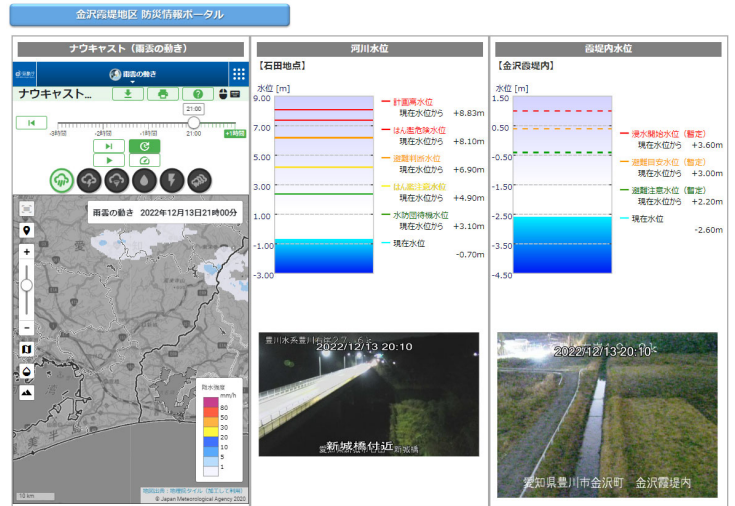 金沢霞堤地区 防災情報ポータル
ナウキャスト（雨雲の動き）
雨雲の動き
ナウキャスト...
21:00
-3時間
-2時間
-1時間
21:00
+1時間
雨雲の動き 2022年12月13日21時00分
降水強度
mm/h
80
50
30
20
10
5
1
10 km
© Japan Meteorological Agency 2020
河川水位
【石田地点】
水位 [m]
9.00
7.00
5.00
3.00
1.00
-1.00
-3.00
計画高水位
現在水位から +8.83m
はん濫危険水位
現在水位から +8.10m
避難判断水位
現在水位から +6.90m
はん濫注意水位
現在水位から +4.90m
水防団待機水位
現在水位から +3.10m
現在水位
-0.70m
2022/12/13 20:10
新城橋付近
霞堤内水位
【金沢霞堤内】
水位 [m]
1.50
0.50
-0.50
-1.50
-2.50
-3.50
-4.50
浸水開始水位（暫定）
現在水位から +3.60m
避難目安水位（暫定）
現在水位から +3.00m
避難注意水位（暫定）
現在水位から +2.20m
現在水位
-2.60m
2022/12/13 20:10
愛知県豊川市金沢町 金沢霞堤内